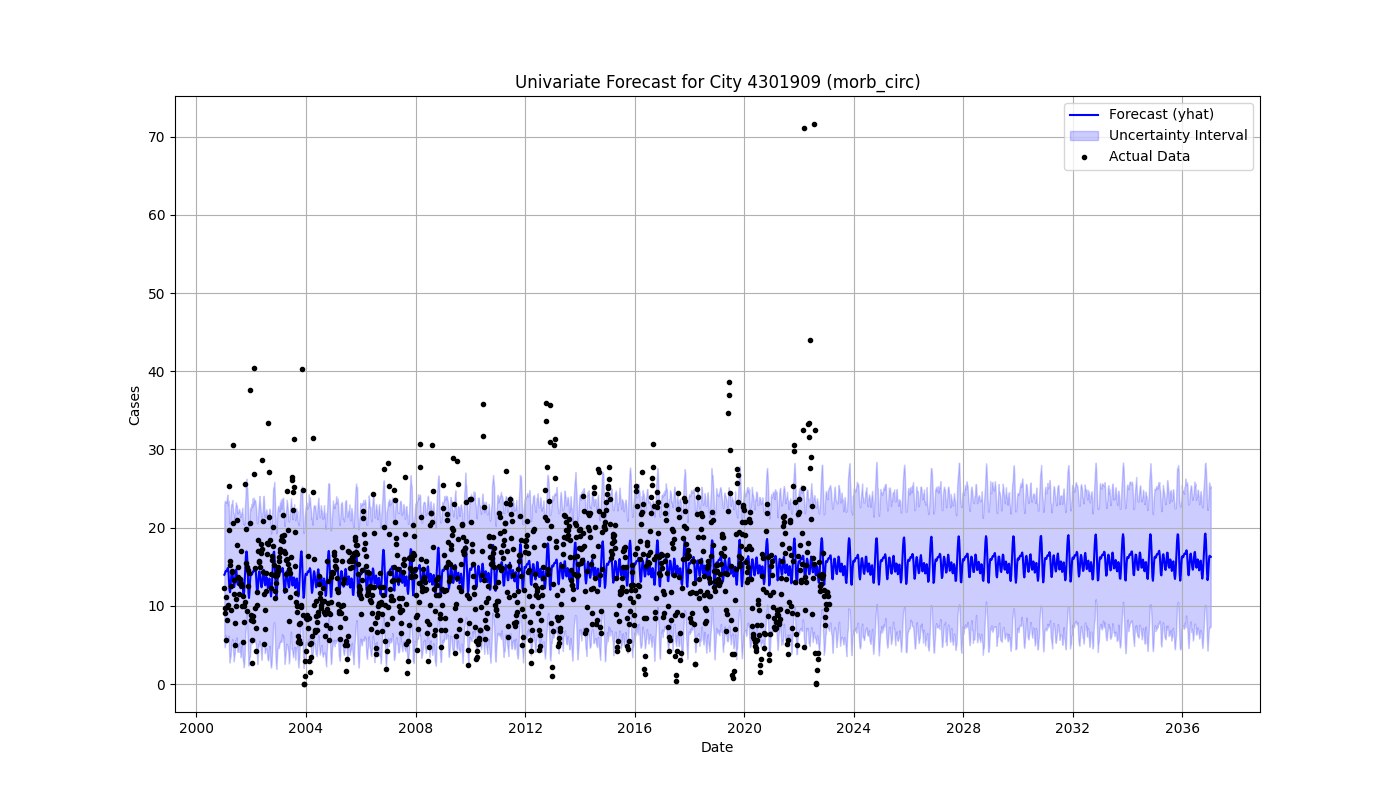 Univariate Forecast for City 4301909 (morb_circ)
Forecast (yhat)
Uncertainty Interval
Actual Data
70
60
50
40
30
20
10
0
Cases
2000 2004 2008 2012 2016 2020 2024 2028 2032 2036
Date